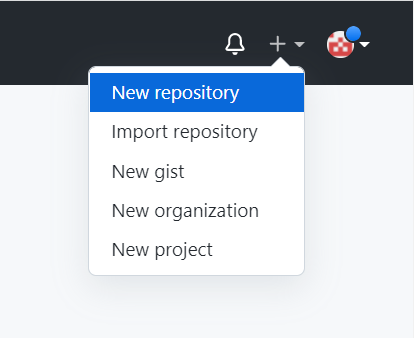 New repository
Import repository
New gist
New organization
New project